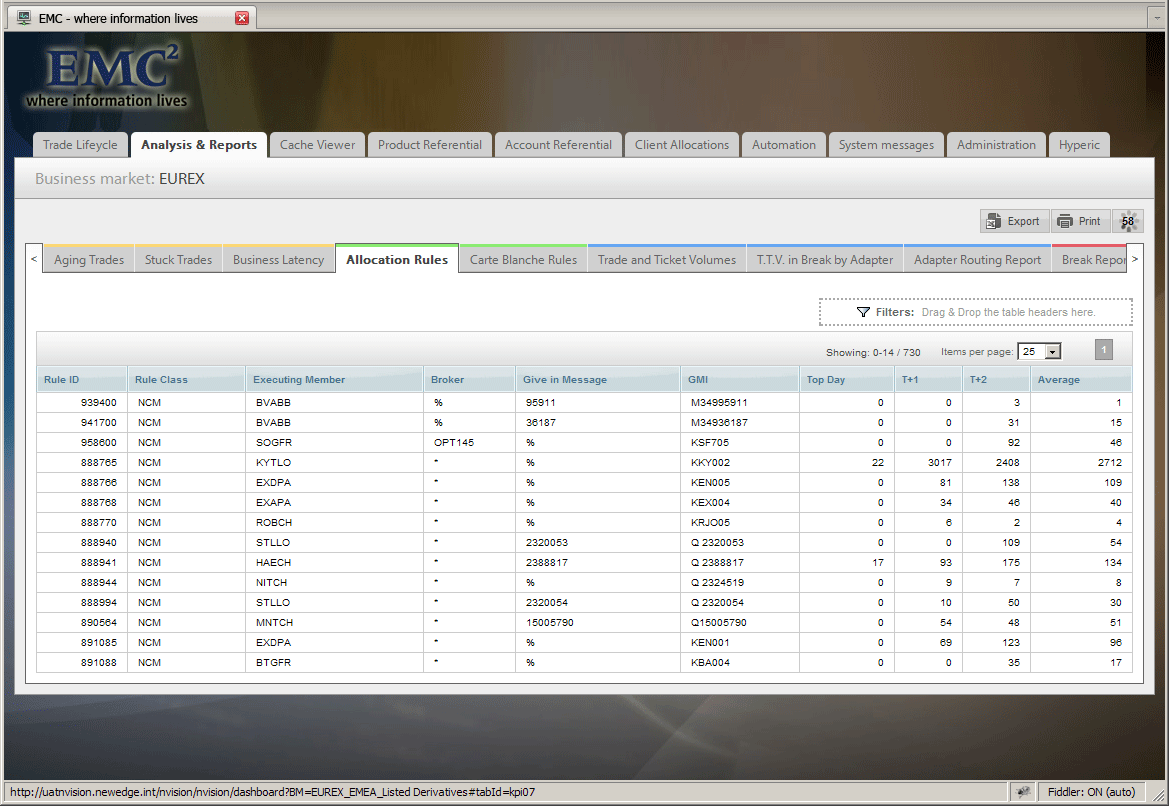 EMC - where information lives
EMC²
where information lives
Trade Lifeycle Analysis & Reports Cache Viewer Product Referential Account Referential Client Allocations Automation System messages Administration Hyperic
Business market: EUREX
Export Print 58
< Aging Trades Stuck Trades Business Latency Allocation Rules Carte Blanche Rules Trade and Ticket Volumes T.T.V. in Break by Adapter Adapter Routing Report Break Repor >
Filters: Drag & Drop the table headers here.
Showing: 0-14 / 730 Items per page: 25 1
Rule ID Rule Class Executing Member Broker Give in Message GMI Top Day T+1 T+2 Average
939400 NCM BVABB % 95911 M34995911 0 0 3 1
941700 NCM BVABB % 36187 M34936187 0 0 31 15
958600 NCM SOGFR OPT145 % KSF705 0 0 92 46
888765 NCM KYTLO * % KKY002 22 3017 2408 2712
888766 NCM EXDPA * % KEN005 0 81 138 109
888768 NCM EXAPA * % KEX004 0 34 46 40
888770 NCM ROBCH * % KRJO05 0 6 2 4
888940 NCM STLLO * 2320053 Q 2320053 0 0 109 54
888941 NCM HAECH * 2388817 Q 2388817 17 93 175 134
888944 NCM NITCH * % Q 2324519 0 9 7 8
888994 NCM STLLO * 2320054 Q 2320054 0 10 50 30
890564 NCM MNTCH * 15005790 Q15005790 0 54 48 51
891085 NCM EXDPA * % KEN001 0 69 123 96
891088 NCM BTGFR * % KBA004 0 0 35 17
http://uatnvision.newedge.int/nvision/nvision/dashboard?BM=EUREX_EMEA_Listed Derivatives#tabId=kpi07 Fiddler: ON (auto)